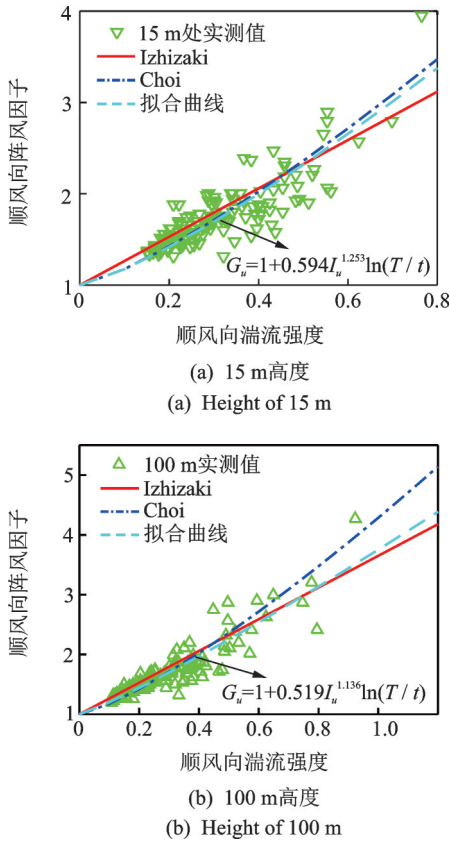 4
3
2
1
顺风向阵风因子
15 m处实测值
Izhizaki
Choi
拟合曲线
G_u=1+0.594I_u^1.253ln(T / t)
0 0.2 0.4 0.6 0.8
顺风向湍流强度
(a) 15 m高度
(a) Height of 15 m
5
4
3
2
1
顺风向阵风因子
100 m实测值
Izhizaki
Choi
拟合曲线
G_u=1+0.519I_u^1.136ln(T / t)
0 0.2 0.4 0.6 0.8 1.0
顺风向湍流强度
(b) 100 m高度
(b) Height of 100 m